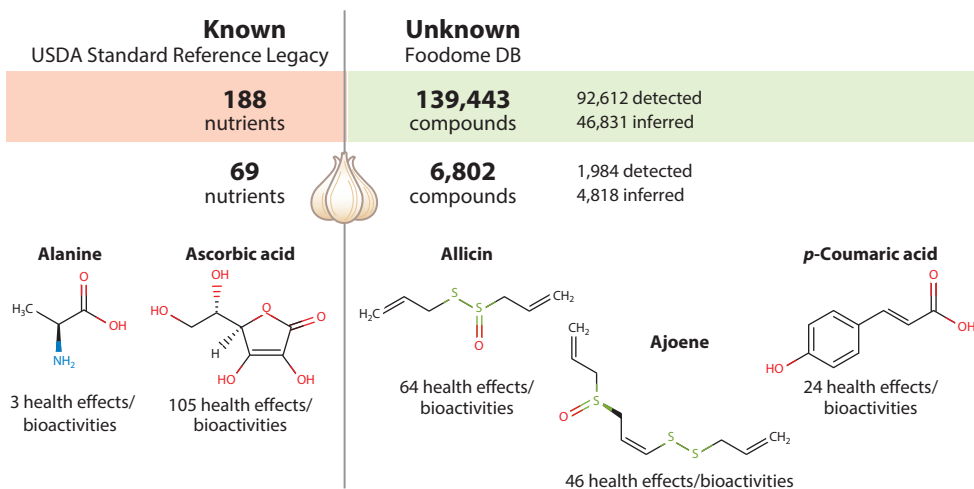 Known
USDA Standard Reference Legacy
Unknown
Foodome DB
188
nutrients
139,443
compounds
92,612 detected
46,831 inferred
69
nutrients
6,802
compounds
1,984 detected
4,818 inferred
Alanine
O
H₃C
OH
NH₂
3 health effects/
bioactivities
Ascorbic acid
OH
HO
O
O
H
HO
OH
105 health effects/
bioactivities
Allicin
S
H₂C
S
CH₂
O
64 health effects/
bioactivities
Ajoene
CH₂
O
S
S
S
CH₂
46 health effects/bioactivities
p-Coumaric acid
O
OH
HO
24 health effects/
bioactivities